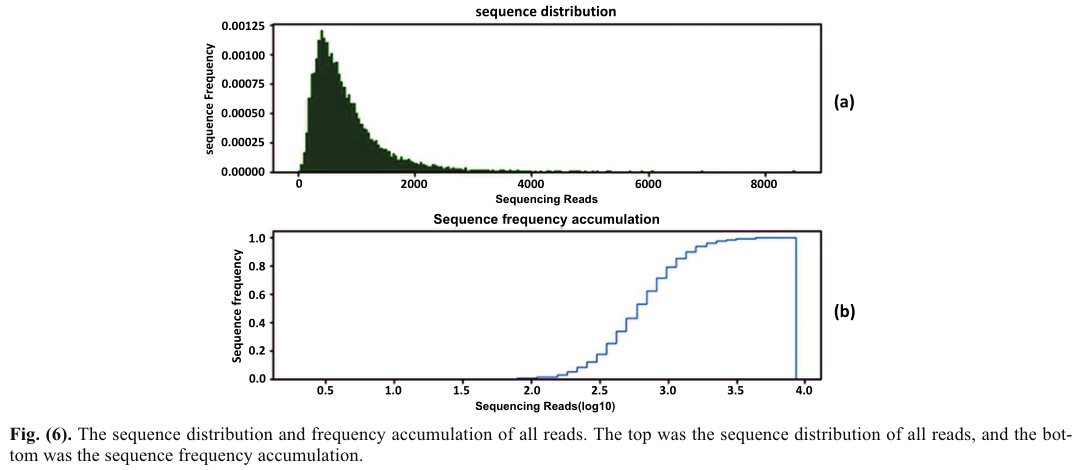 sequence distribution
0.00125
0.00100
0.00075
0.00050
0.00025
0.00000
sequence Frequency
0 2000 4000 6000 8000
Sequencing Reads
(a)
Sequence frequency accumulation
1.0
0.8
0.6
0.4
0.2
0.0
Sequence frequency
0.5 1.0 1.5 2.0 2.5 3.0 3.5 4.0
Sequencing Reads(log10)
(b)
Fig. (6). The sequence distribution and frequency accumulation of all reads. The top was the sequence distribution of all reads, and the bot-
tom was the sequence frequency accumulation.